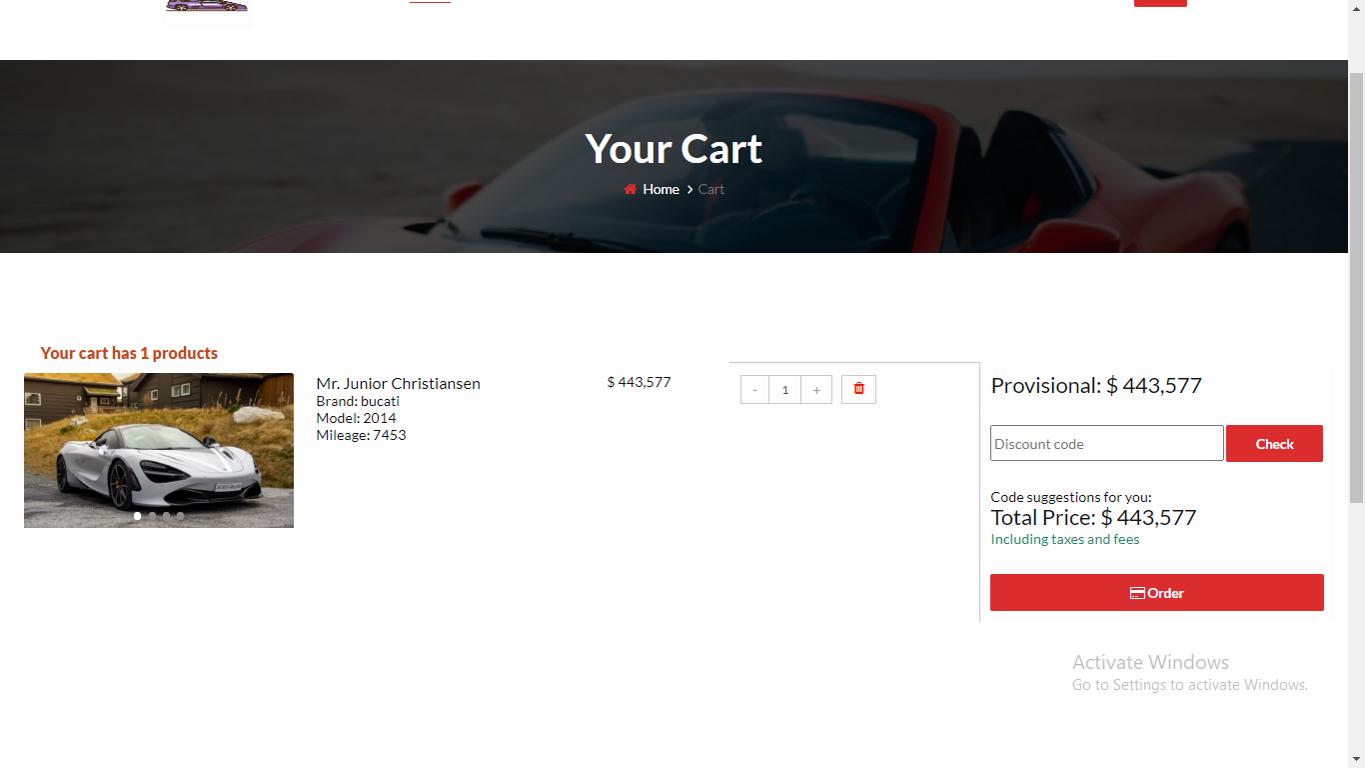 Your Cart
Home > Cart
Your cart has 1 products
Mr. Junior Christiansen
Brand: bucati
Model: 2014
Mileage: 7453
$ 443,577
- 1 +
Provisional: $ 443,577
Discount code
Check
Code suggestions for you:
Total Price: $ 443,577
Including taxes and fees
Order
Activate Windows
Go to Settings to activate Windows.